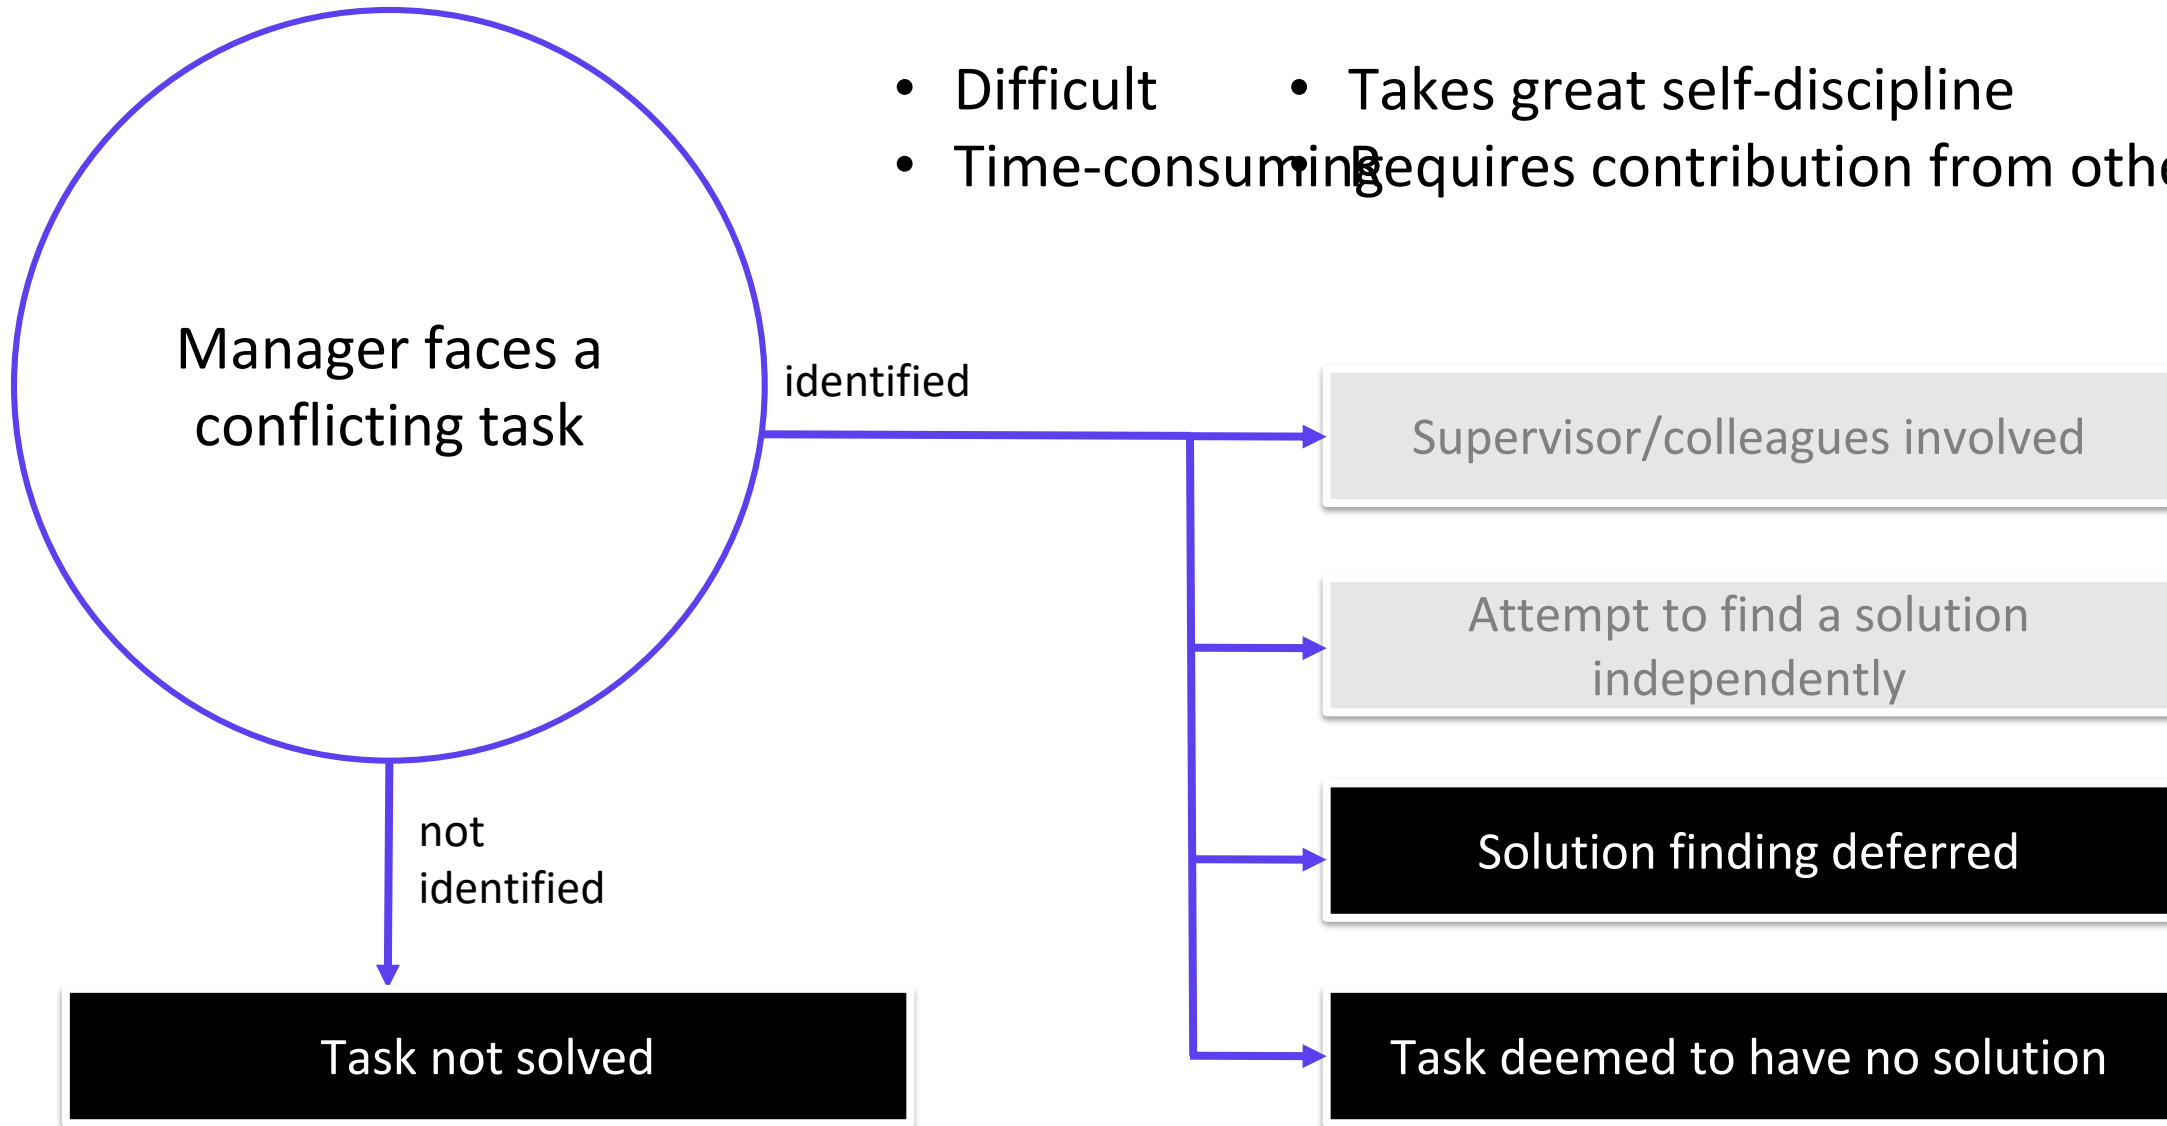 • Difficult
• Time-consuming
• Takes great self-discipline
• Requires contribution from othe
Manager faces a
conflicting task
identified
Supervisor/colleagues involved
Attempt to find a solution
independently
not
identified
Solution finding deferred
Task not solved
Task deemed to have no solution